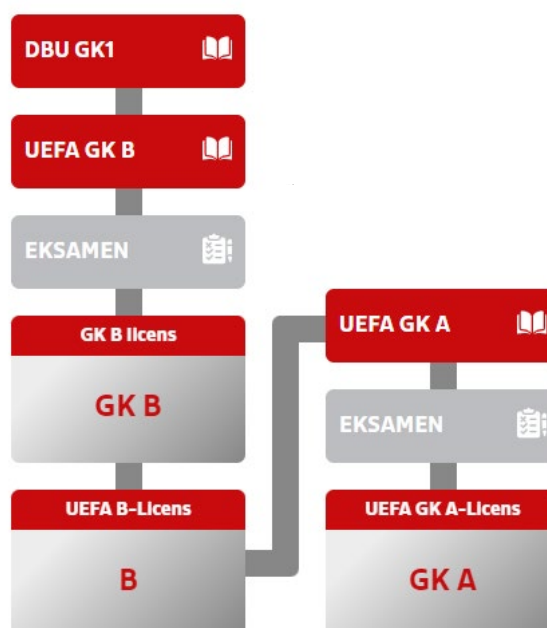 DBU GK1
UEFA GK B
EKSAMEN
GK B licens
GK B
UEFA B-Licens
B
UEFA GK A
EKSAMEN
UEFA GK A-Licens
GK A